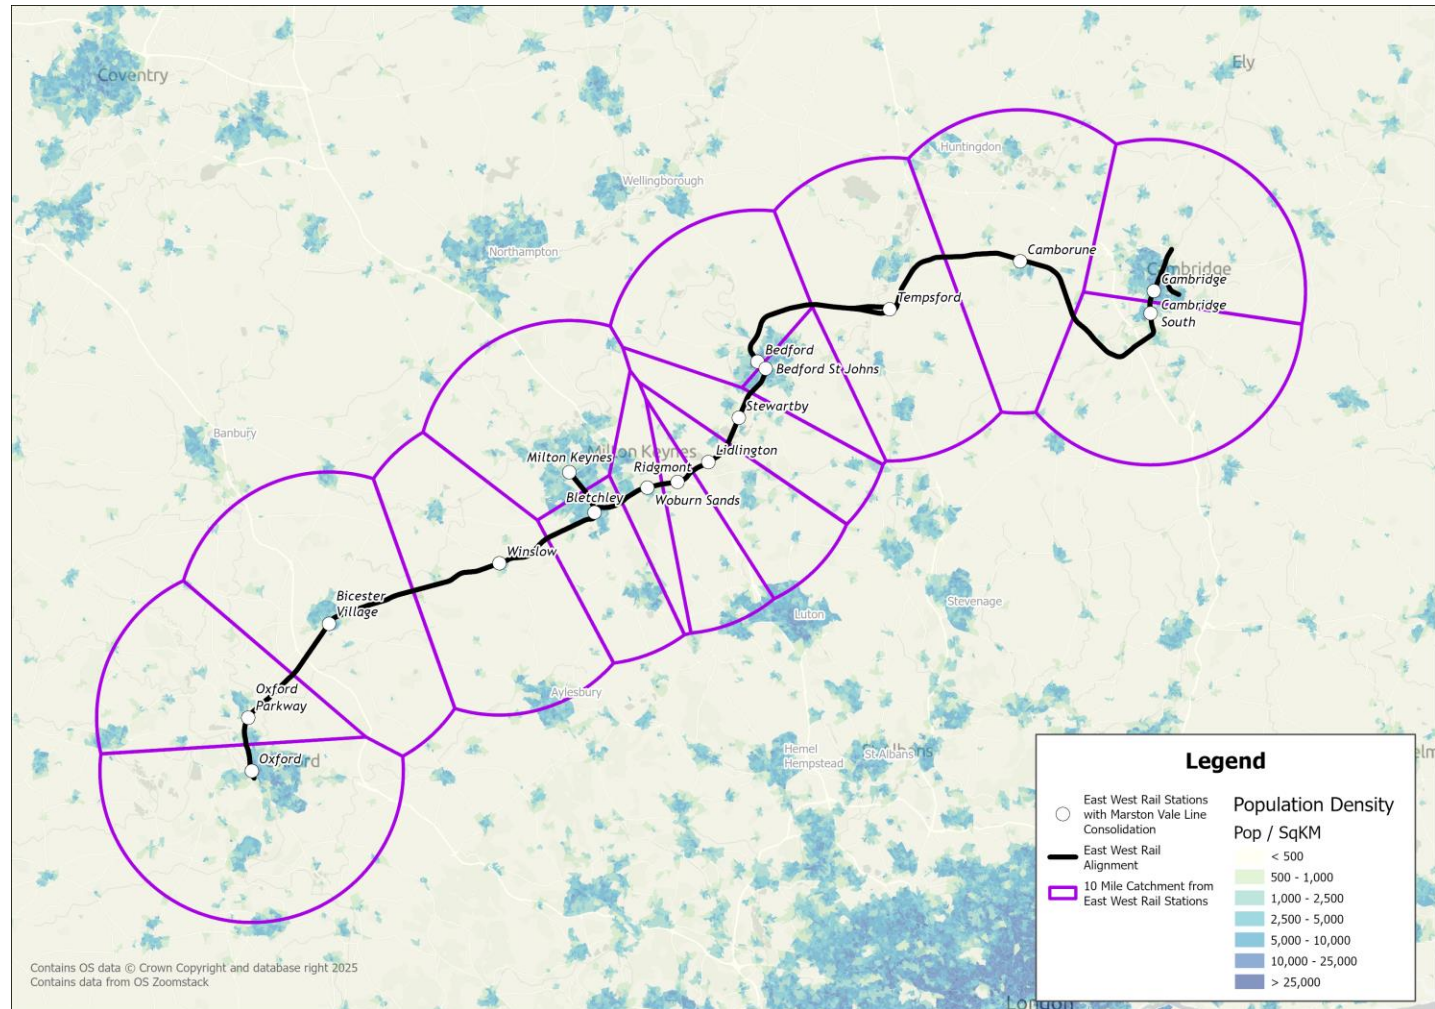 Coventry
Ely
Huntingdon
Wellingborough
Northampton
Camborune
Cambridge
Cambridge
Cambridge
South
Tempsford
Bedford
Bedford St Johns
Stewartby
Banbury
Milton Keynes
Milton Keynes
Lidlington
Ridgmont
Bletchley
Woburn Sands
Winslow
Bicester
Village
Luton
Stevenage
Oxford
Parkway
Aylesbury
Oxford
Hemel
Hempstead
St Albans
London
Legend
East West Rail Stations
with Marston Vale Line
Consolidation
East West Rail
Alignment
10 Mile Catchment from
East West Rail Stations
Population Density
Pop / SqKM
< 500
500 - 1,000
1,000 - 2,500
2,500 - 5,000
5,000 - 10,000
10,000 - 25,000
> 25,000
Contains OS data © Crown Copyright and database right 2025
Contains data from OS Zoomstack